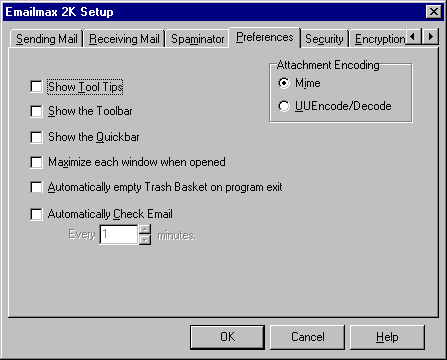 Emailmax 2K Setup
Sending Mail Receiving Mail Spaminator Preferences Security Encryption
Show Tool Tips
Show the Toolbar
Show the Quickbar
Maximize each window when opened
Automatically empty Trash Basket on program exit
Automatically Check Email
Every 1 minutes.
Attachment Encoding
Mime
UUEncode/Decode
OK Cancel Help